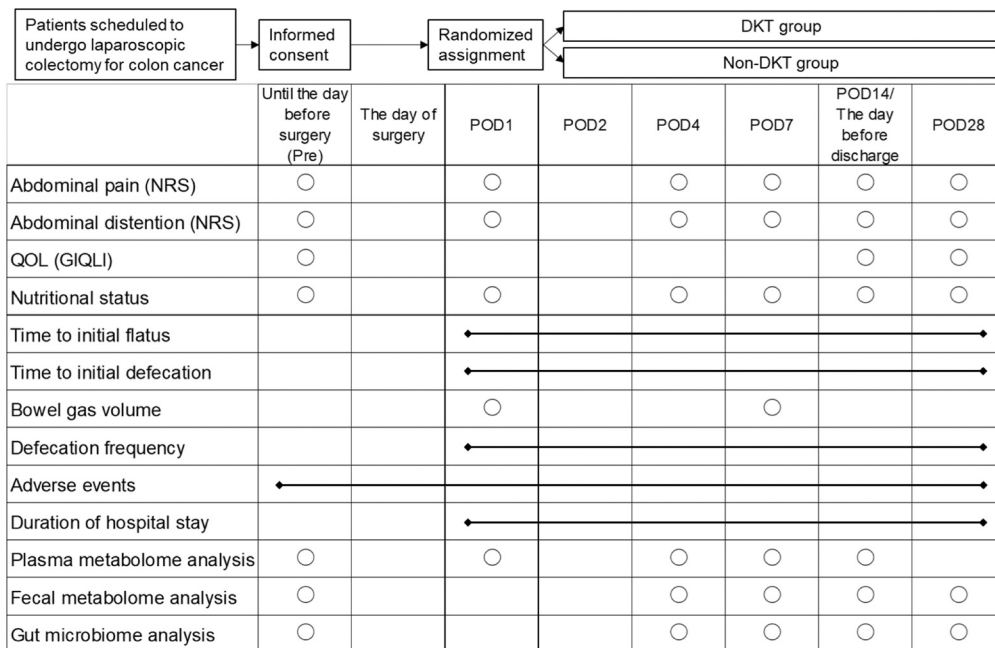 Patients scheduled to
undergo laparoscopic
colectomy for colon cancer
Informed
consent
Randomized
assignment
DKT group
Non-DKT group
Until the day
before
surgery
(Pre)
The day of
surgery
POD1
POD2
POD4
POD7
POD14/
The day
before
discharge
POD28
Abdominal pain (NRS)
Abdominal distention (NRS)
QOL (GIQLI)
Nutritional status
Time to initial flatus
Time to initial defecation
Bowel gas volume
Defecation frequency
Adverse events
Duration of hospital stay
Plasma metabolome analysis
Fecal metabolome analysis
Gut microbiome analysis